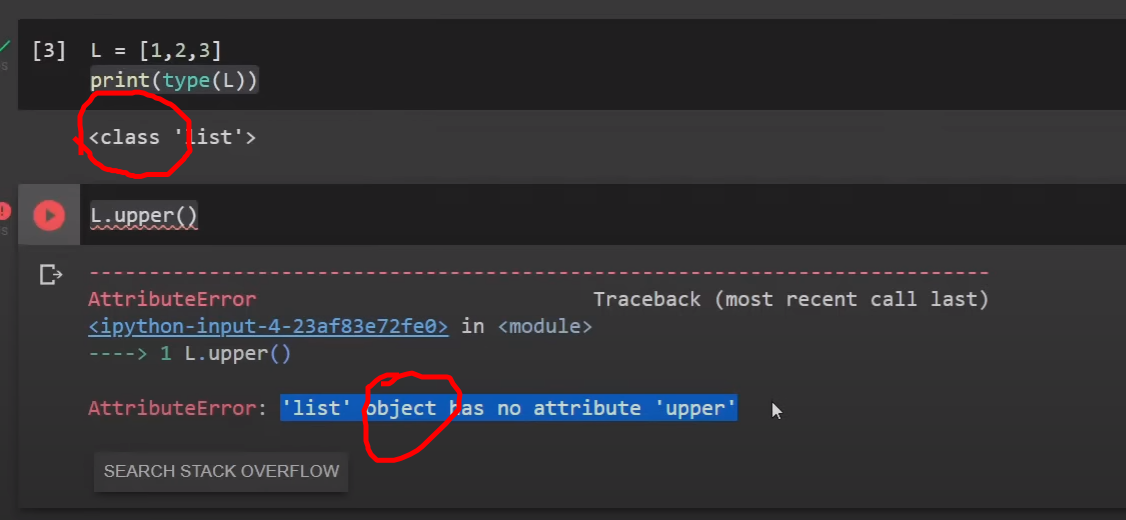 [3] L = [1,2,3]
print(type(L))
<class 'list'>
L.upper()
---------------------------------------------------------------------------
AttributeError                            Traceback (most recent call last)
<ipython-input-4-23af83e72fe0> in <module>
----> 1 L.upper()
AttributeError: 'list' object has no attribute 'upper'
SEARCH STACK OVERFLOW